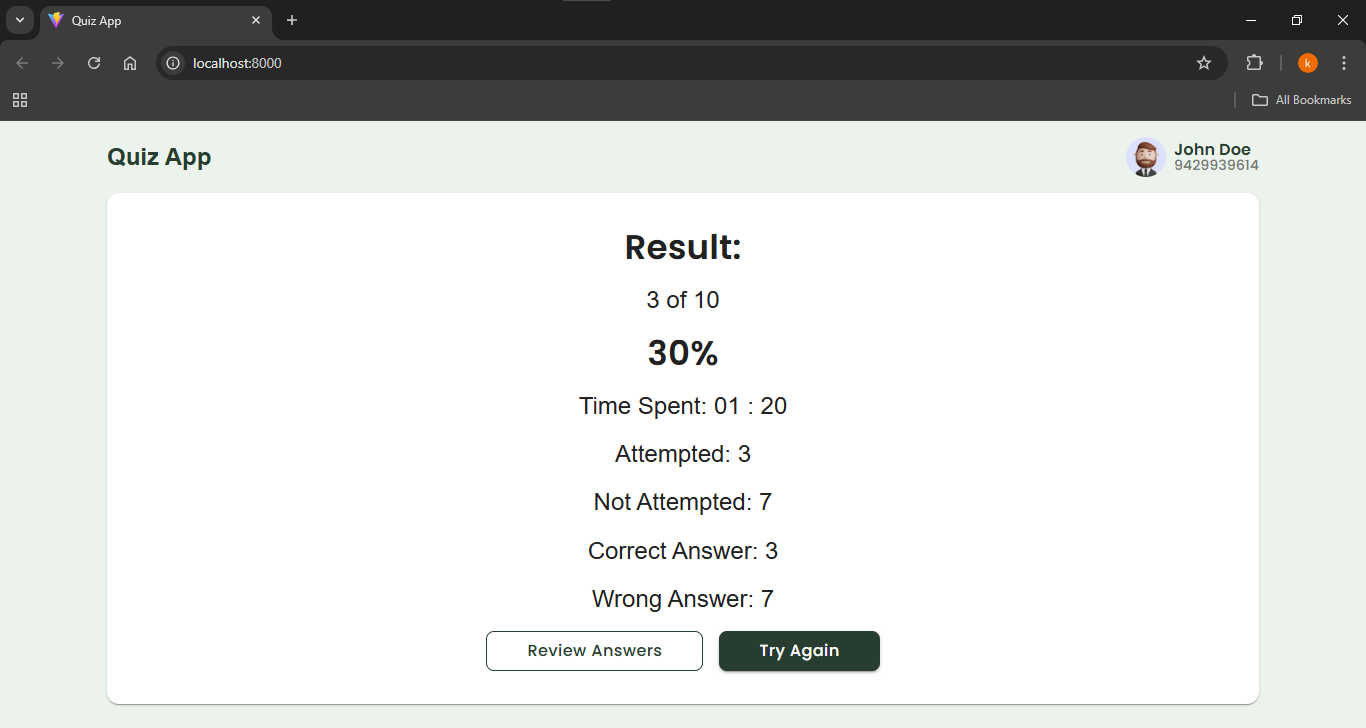 Quiz App
localhost:8000
k
All Bookmarks
Quiz App
John Doe
9429939614
Result:
3 of 10
30%
Time Spent: 01 : 20
Attempted: 3
Not Attempted: 7
Correct Answer: 3
Wrong Answer: 7
Review Answers
Try Again